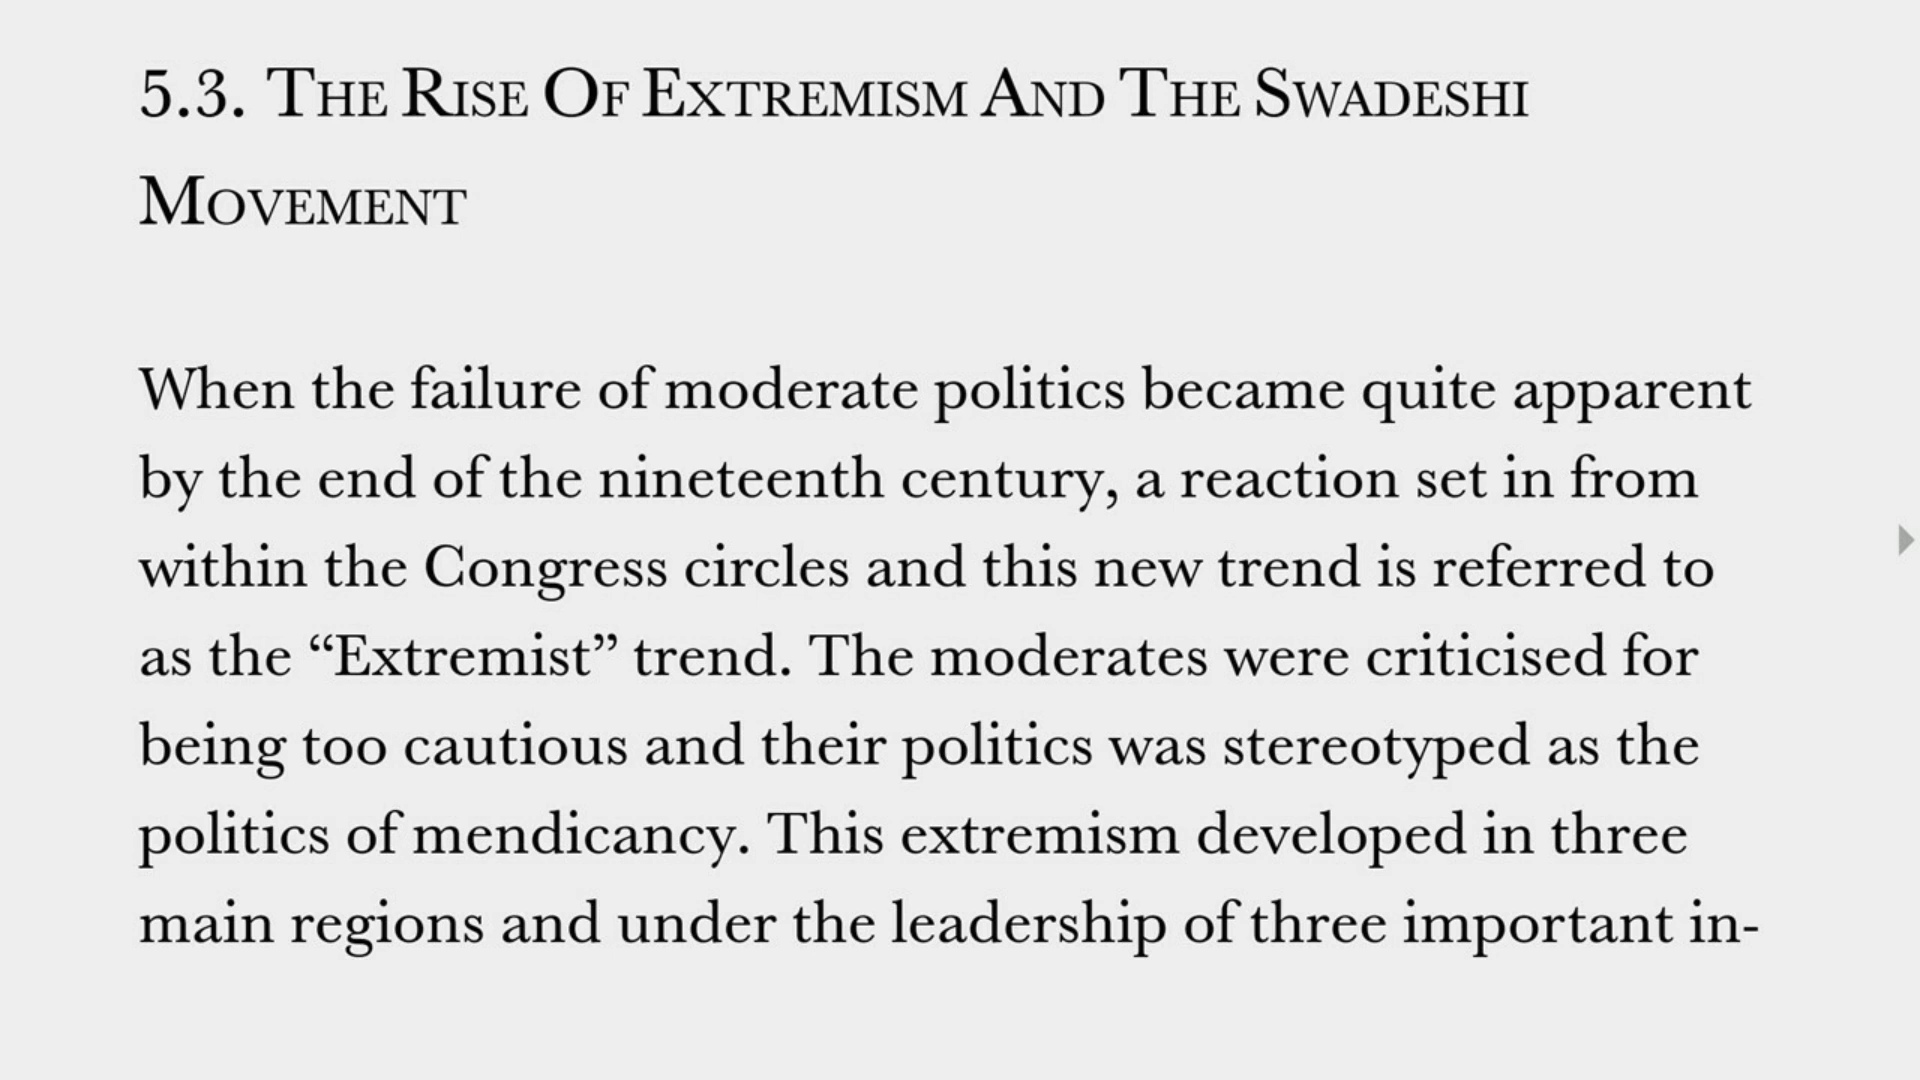 5.3. The Rise Of Extremism And The Swadeshi
Movement
When the failure of moderate politics became quite apparent
by the end of the nineteenth century, a reaction set in from
within the Congress circles and this new trend is referred to
as the “Extremist” trend. The moderates were criticised for
being too cautious and their politics was stereotyped as the
politics of mendicancy. This extremism developed in three
main regions and under the leadership of three important in-